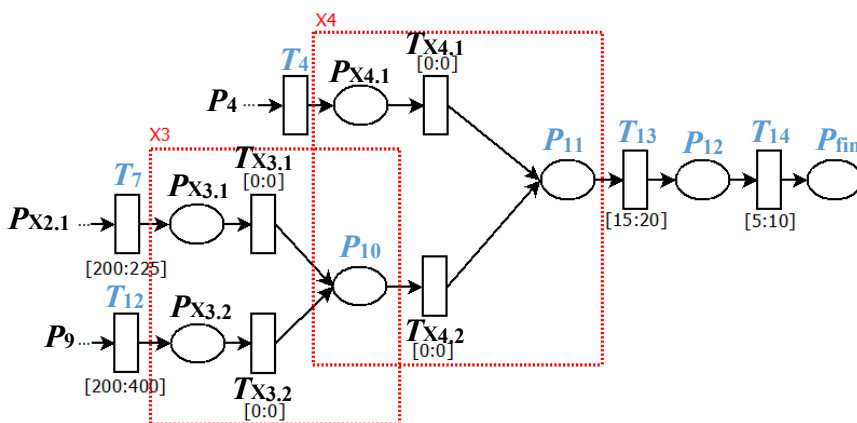 X4
T4
PX4.1
TX4.1
[0:0]
P4
X3
T7
PX3.1
TX3.1
[0:0]
P11
T13
P12
T14
Pfin
PX2.1
[200:225]
P10
[15:20]
[5:10]
T12
PX3.2
P9
TX4.2
[0:0]
[200:400]
TX3.2
[0:0]